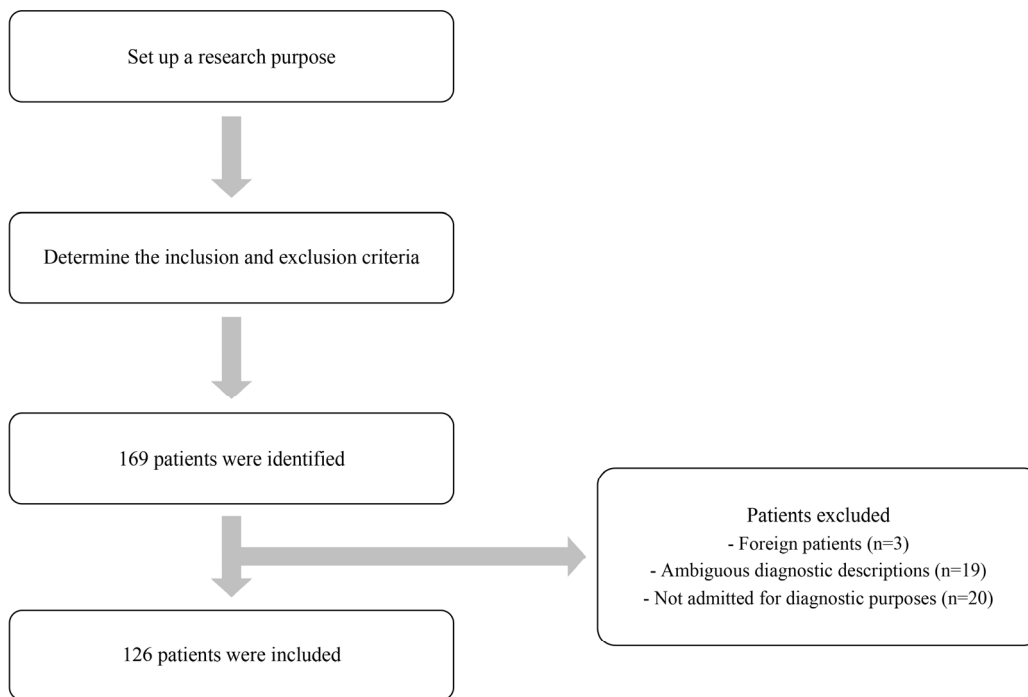 Set up a research purpose
Determine the inclusion and exclusion criteria
169 patients were identified
Patients excluded
- Foreign patients (n=3)
- Ambiguous diagnostic descriptions (n=19)
- Not admitted for diagnostic purposes (n=20)
126 patients were included